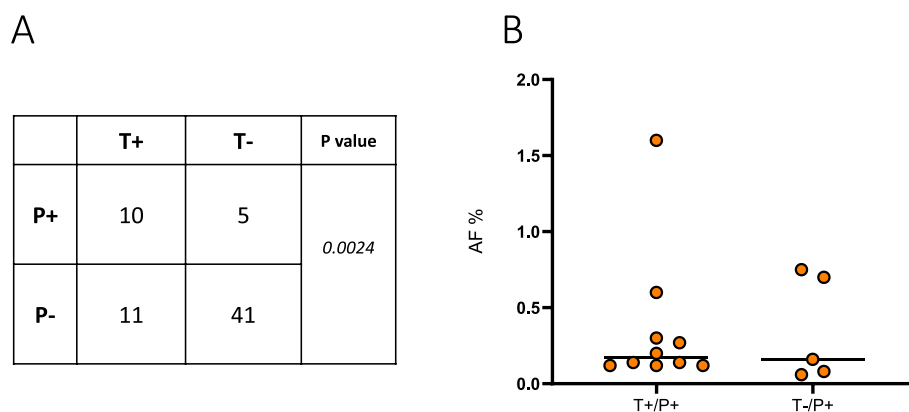 A
T+ T- P value
P+ 10 5
0.0024
P- 11 41
B
AF %
2.0
1.5
1.0
0.5
0.0
T+/P+ T-/P+